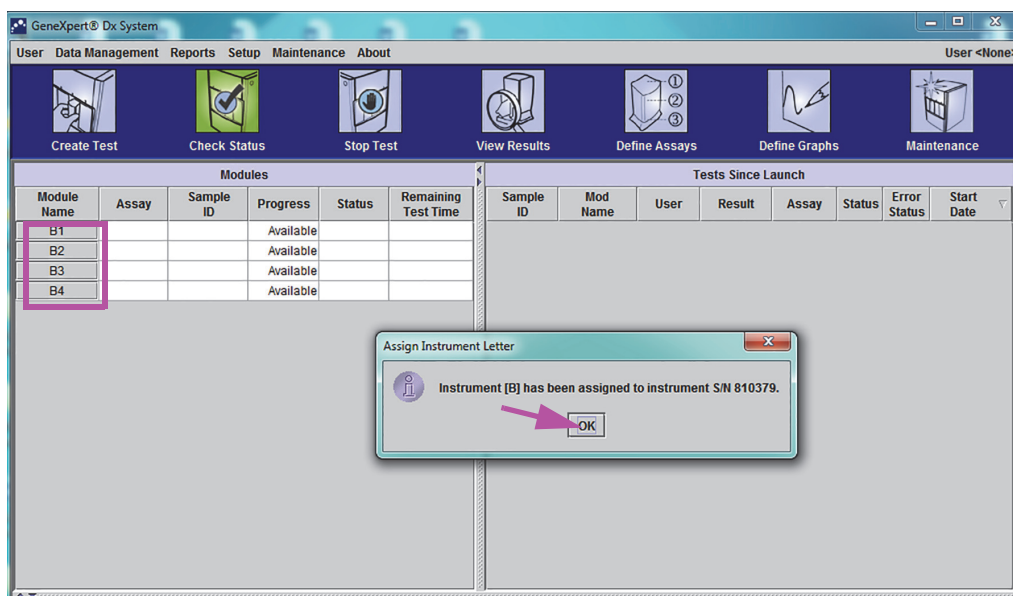 GeneXpert® Dx System
User Data Management Reports Setup Maintenance About User <None>
① ② ③
Create Test Check Status Stop Test View Results Define Assays Define Graphs Maintenance
Modules Tests Since Launch
Module Name Assay Sample ID Progress Status Remaining Test Time Sample ID Mod Name User Result Assay Status Error Status Start Date
B1 Available
B2 Available
B3 Available
B4 Available
Assign Instrument Letter
Instrument [B] has been assigned to instrument S/N 810379.
OK